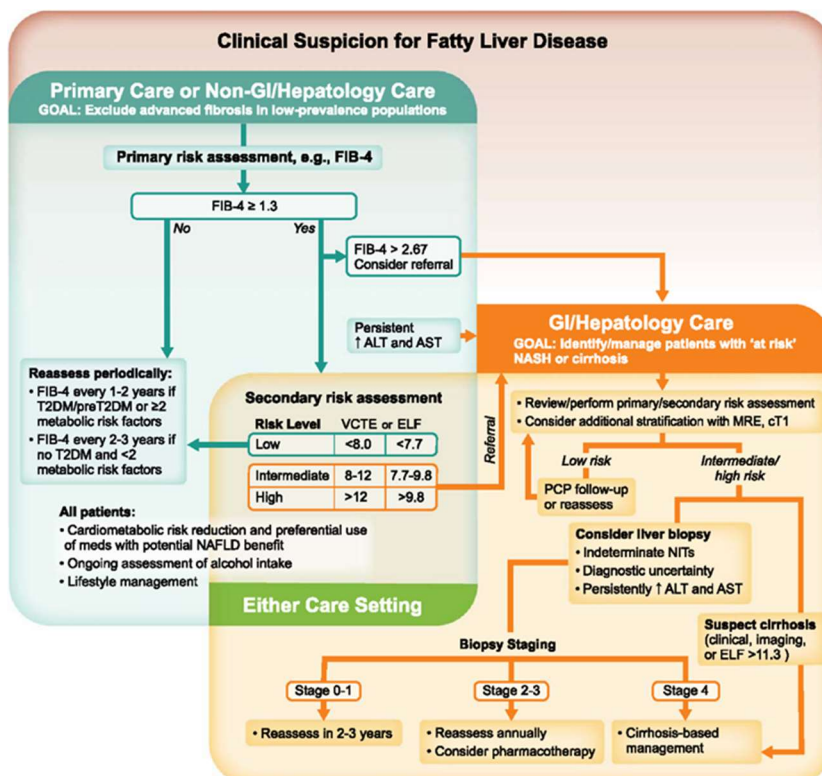 Clinical Suspicion for Fatty Liver Disease
Primary Care or Non-GI/Hepatology Care
GOAL: Exclude advanced fibrosis in low-prevalence populations
Primary risk assessment, e.g., FIB-4
FIB-4 ≥ 1.3
No
Yes
FIB-4 > 2.67
Consider referral
Persistent
↑ ALT and AST
GI/Hepatology Care
GOAL: Identify/manage patients with ‘at risk’
NASH or cirrhosis
Reassess periodically:
• FIB-4 every 1-2 years if
T2DM/preT2DM or ≥2
metabolic risk factors
• FIB-4 every 2-3 years if
no T2DM and <2
metabolic risk factors
Secondary risk assessment
Risk Level VCTE or ELF
Low <8.0 <7.7
Intermediate 8-12 7.7-9.8
High >12 >9.8
Referral
• Review/perform primary/secondary risk assessment
• Consider additional stratification with MRE, cT1
Low risk
Intermediate/
high risk
PCP follow-up
or reassess
All patients:
• Cardiometabolic risk reduction and preferential use
of meds with potential NAFLD benefit
• Ongoing assessment of alcohol intake
• Lifestyle management
Consider liver biopsy
• Indeterminate NITs
• Diagnostic uncertainty
• Persistently ↑ ALT and AST
Either Care Setting
Suspect cirrhosis
(clinical, imaging,
or ELF >11.3 )
Biopsy Staging
Stage 0-1
Stage 2-3
Stage 4
• Reassess in 2-3 years
• Reassess annually
• Consider pharmacotherapy
• Cirrhosis-based
management